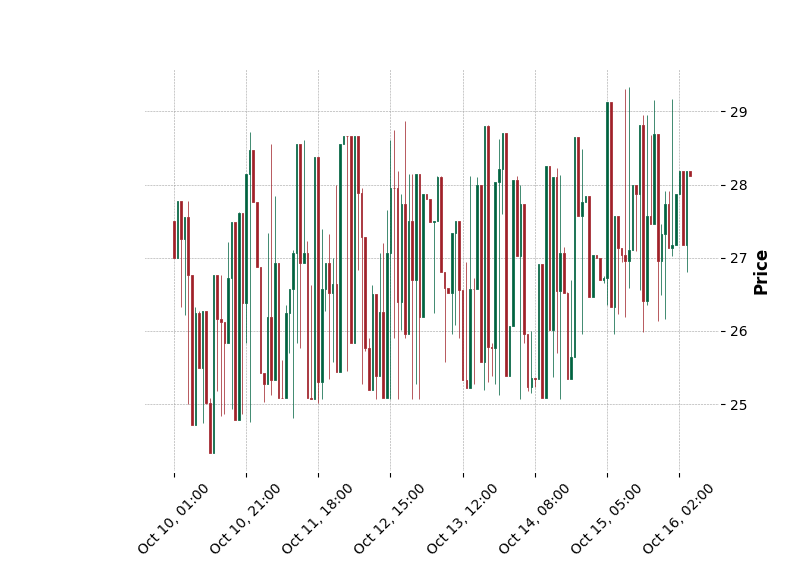 29
28
27
26
25
Price
Oct 10, 01:00
Oct 10, 21:00
Oct 11, 18:00
Oct 12, 15:00
Oct 13, 12:00
Oct 14, 08:00
Oct 15, 05:00
Oct 16, 02:00